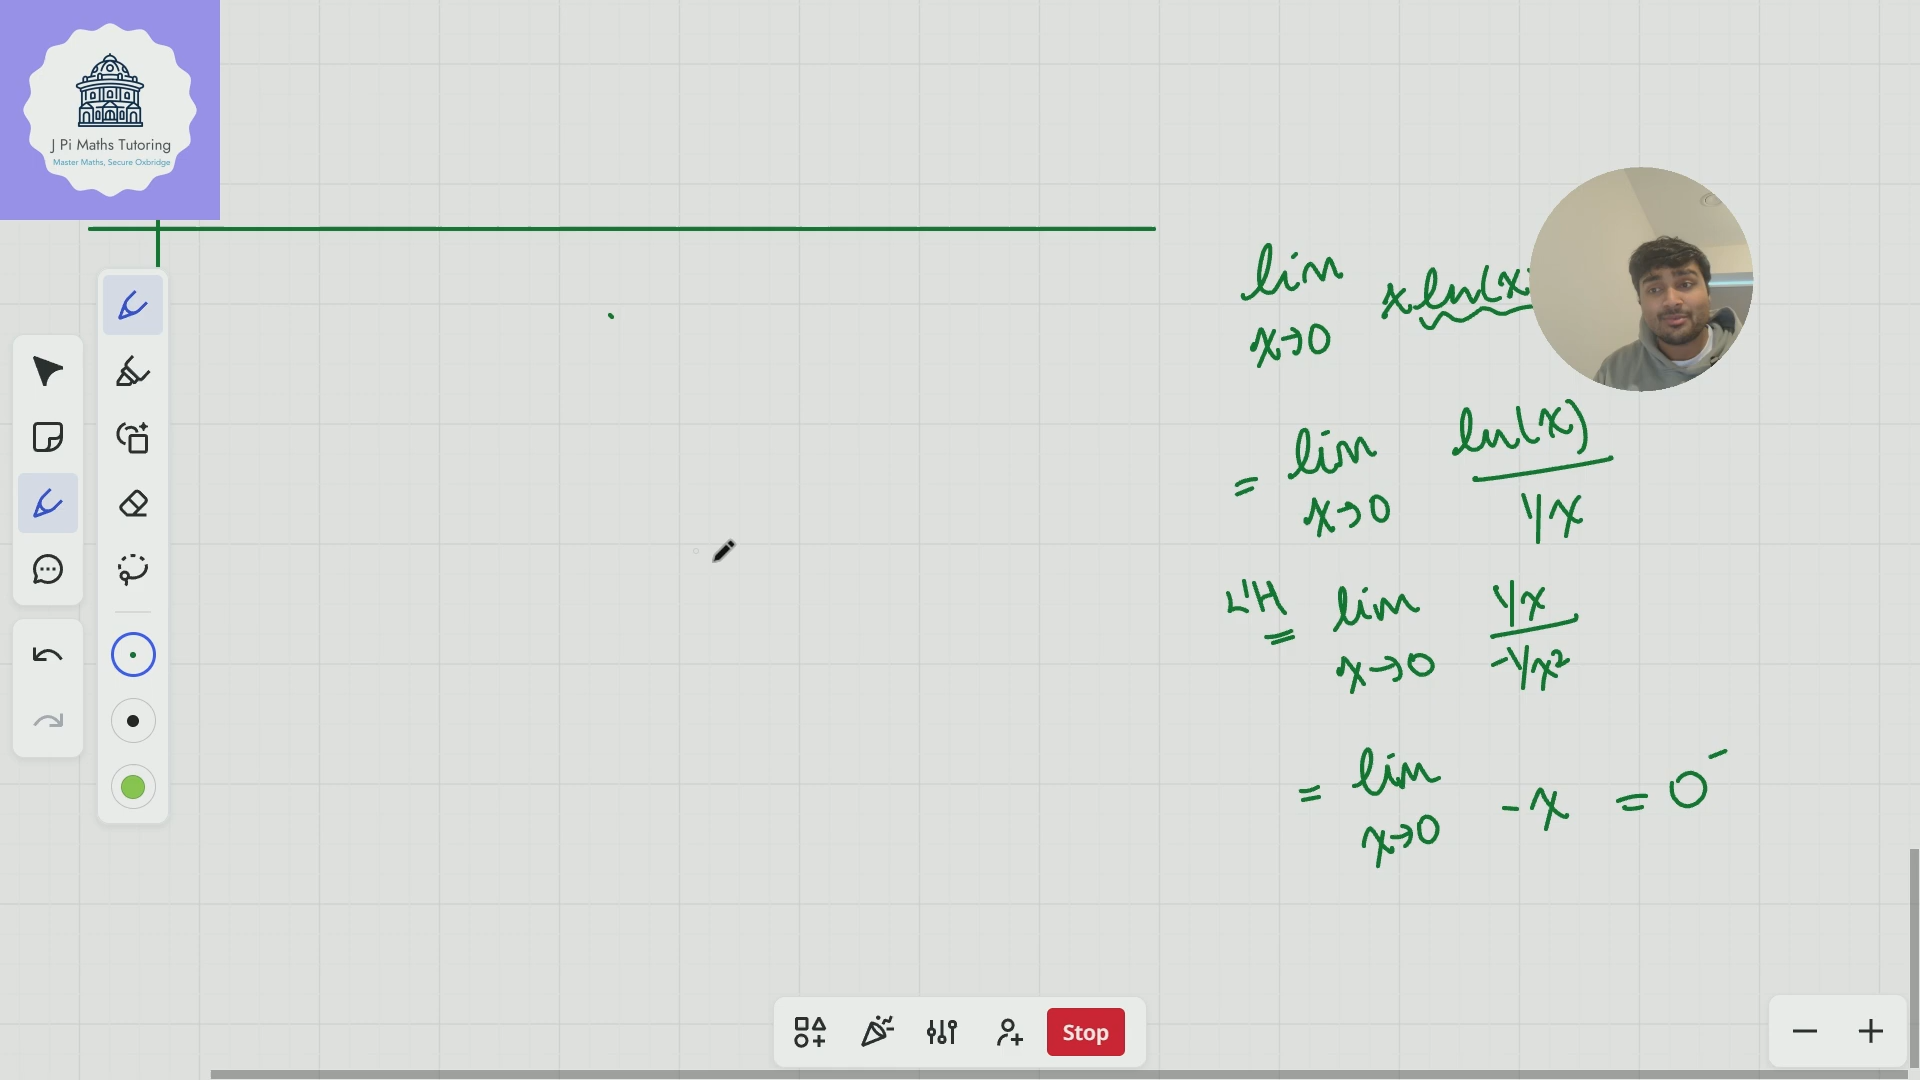 J Pi Maths Tutoring
Master Maths, Secure Oxbridge
lim x→0 x ln(x
= lim x→0 ln(x) / 1/x
L'H = lim x→0 1/x / -1/x²
= lim x→0 -x = 0⁻
Stop